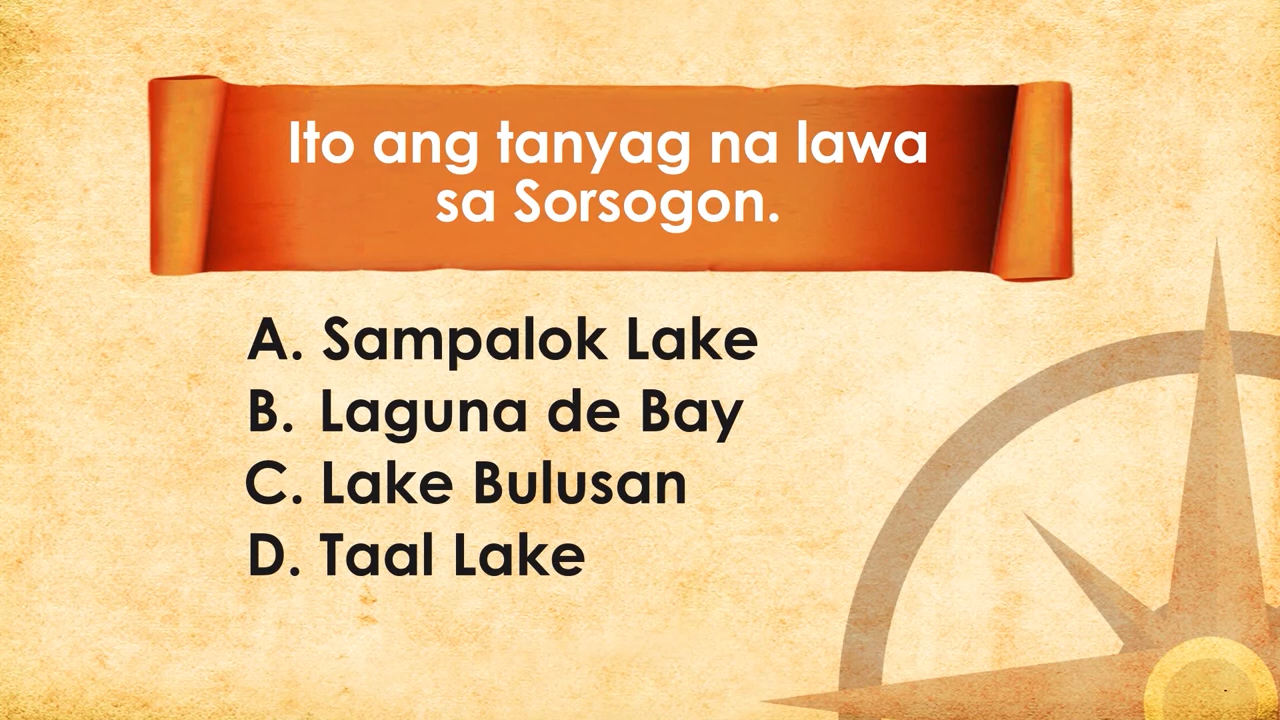 Ito ang tanyag na lawa
sa Sorsogon.
A. Sampalok Lake
B. Laguna de Bay
C. Lake Bulusan
D. Taal Lake